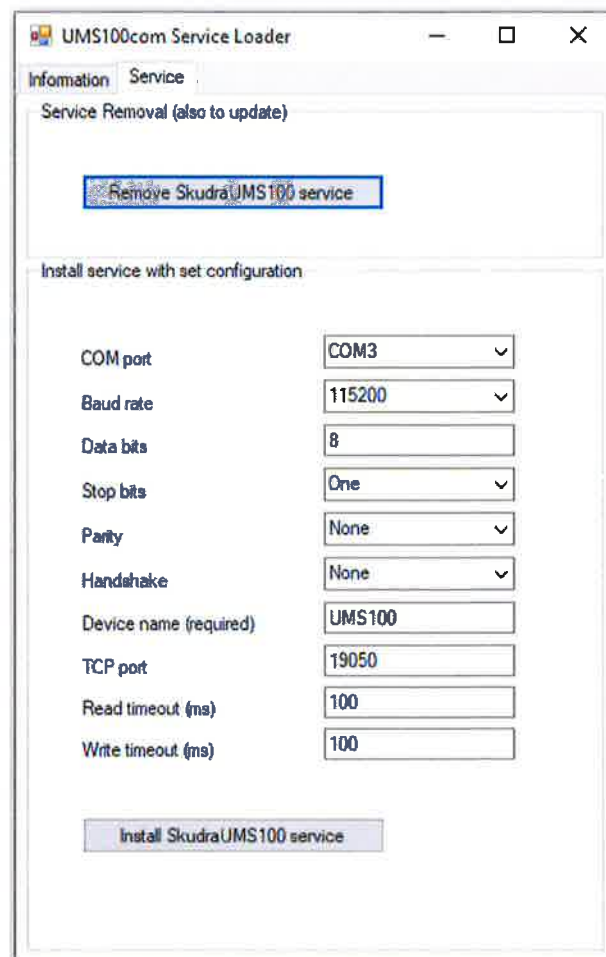 UMS100com Service Loader
Information Service
Service Removal (also to update)
Remove SkudraUMS100 service
Install service with set configuration
COM port COM3
Baud rate 115200
Data bits 8
Stop bits One
Parity None
Handshake None
Device name (required) UMS100
TCP port 19050
Read timeout (ms) 100
Write timeout (ms) 100
Install SkudraUMS100 service